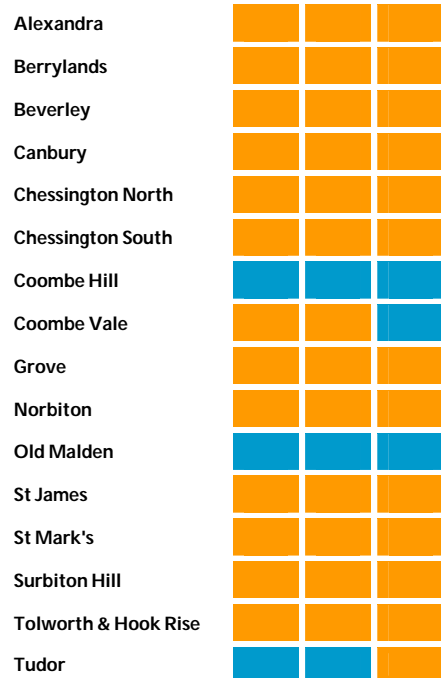 Alexandra
Berrylands
Beverley
Canbury
Chessington North
Chessington South
Coombe Hill
Coombe Vale
Grove
Norbiton
Old Malden
St James
St Mark's
Surbiton Hill
Tolworth & Hook Rise
Tudor